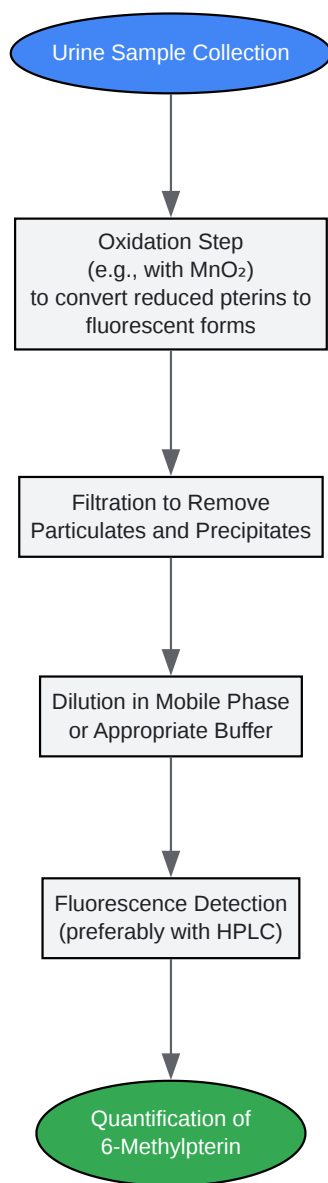 Urine Sample Collection
Oxidation Step
(e.g., with MnO₂)
to convert reduced pterins to
fluorescent forms
Filtration to Remove
Particulates and Precipitates
Dilution in Mobile Phase
or Appropriate Buffer
Fluorescence Detection
(preferably with HPLC)
Quantification of
6-Methylpterin